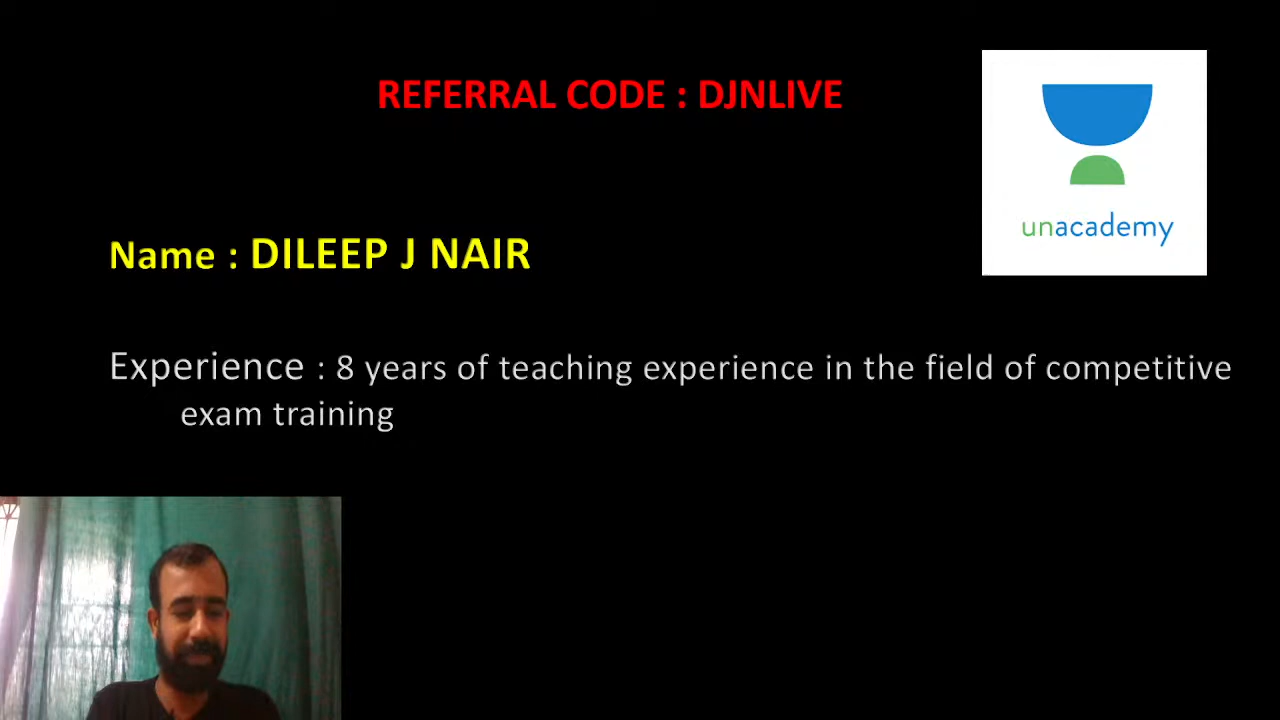 REFERRAL CODE : DJNLIVE
unacademy
Name : DILEEP J NAIR
Experience : 8 years of teaching experience in the field of competitive
exam training